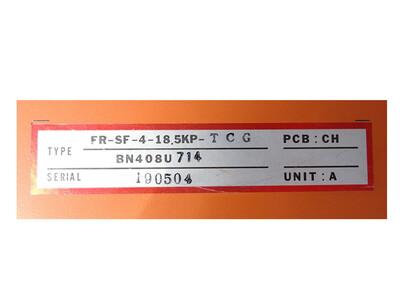 FR-SF-4-18,5KP-TCG PCB:CH
TYPE
BN408U714
SERIAL 190504 UNIT:A